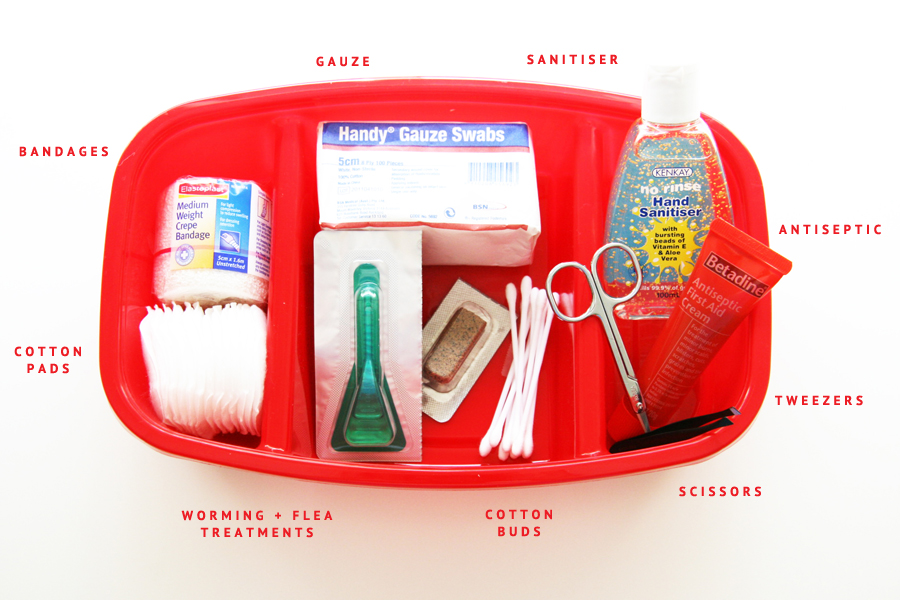 GAUZE
SANITISER
BANDAGES
ANTISEPTIC
COTTON
PADS
TWEEZERS
SCISSORS
WORMING + FLEA
TREATMENTS
COTTON
BUDS
Handy® Gauze Swabs
5cm
BSN
Elastoplast
Medium
Weight
Crepe
Bandage
5cm x 1.6m
Unstretched
KENKAY
no rinse
Hand
Sanitiser
with
bursting
beads of
Vitamin E
& Aloe
Vera
Betadine
Antiseptic
First Aid
Cream